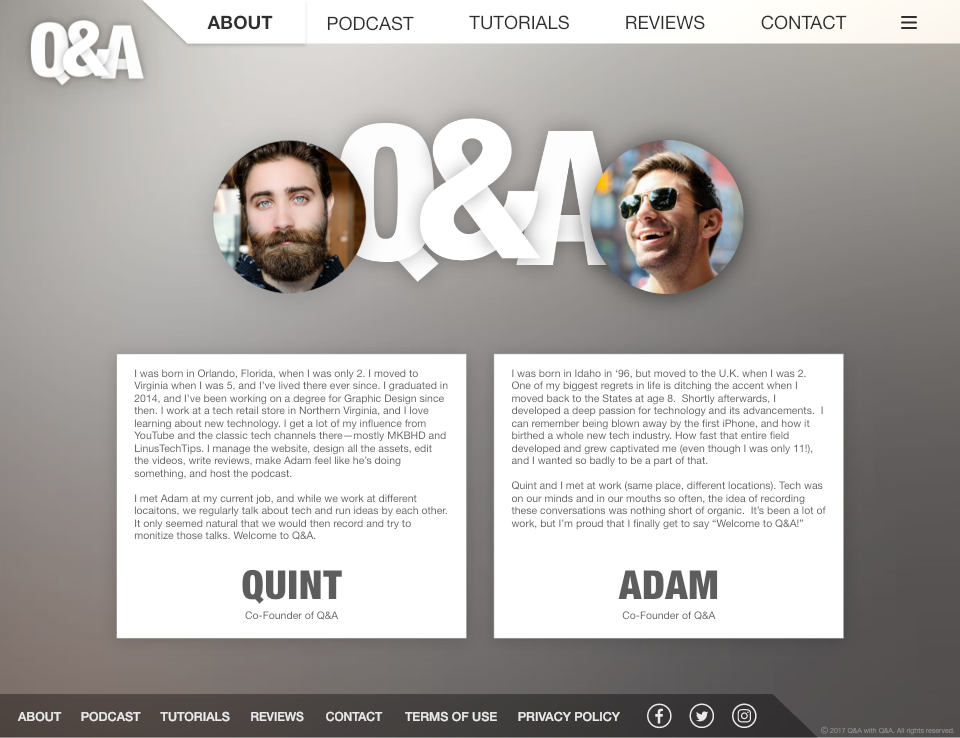 Q&A
ABOUT PODCAST TUTORIALS REVIEWS CONTACT
Q&A
I was born in Orlando, Florida, when I was only 2. I moved to
Virginia when I was 5, and I've lived there ever since. I graduated in
2014, and I've been working on a degree for Graphic Design since
then. I work at a tech retail store in Northern Virginia, and I love
learning about new technology. I get a lot of my influence from
YouTube and the classic tech channels there—mostly MKBHD and
LinusTechTips. I manage the website, design all the assets, edit
the videos, write reviews, make Adam feel like he's doing
something, and host the podcast.
I met Adam at my current job, and while we work at different
locaitons, we regularly talk about tech and run ideas by each other.
It only seemed natural that we would then record and try to
monitize those talks. Welcome to Q&A.
QUINT
Co-Founder of Q&A
I was born in Idaho in ‘96, but moved to the U.K. when I was 2.
One of my biggest regrets in life is ditching the accent when I
moved back to the States at age 8.  Shortly afterwards, I
developed a deep passion for technology and its advancements.  I
can remember being blown away by the first iPhone, and how it
birthed a whole new tech industry. How fast that entire field
developed and grew captivated me (even though I was only 11!),
and I wanted so badly to be a part of that.
Quint and I met at work (same place, different locations). Tech was
on our minds and in our mouths so often, the idea of recording
these conversations was nothing short of organic.  It's been a lot of
work, but I'm proud that I finally get to say “Welcome to Q&A!”
ADAM
Co-Founder of Q&A
ABOUT PODCAST TUTORIALS REVIEWS CONTACT TERMS OF USE PRIVACY POLICY
© 2017 Q&A with Q&A. All rights reserved.